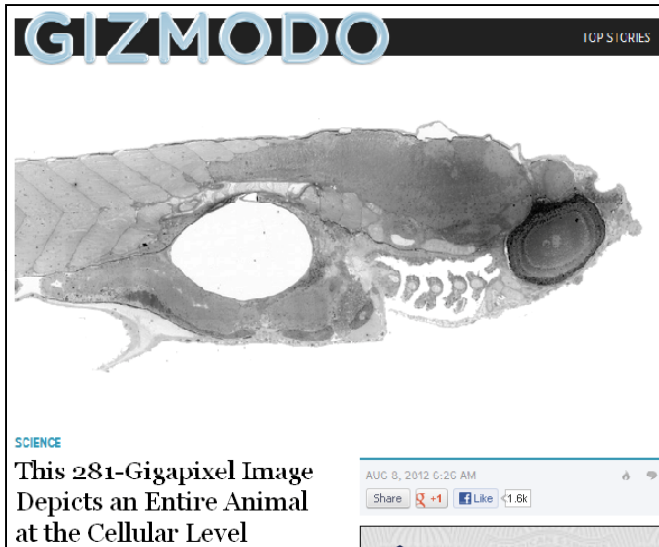 GIZMODO
TOP STORIES
SCIENCE
This 281-Gigapixel Image
Depicts an Entire Animal
at the Cellular Level
AUG 8, 2012 6:26 AM
Share +1 Like 1.6k